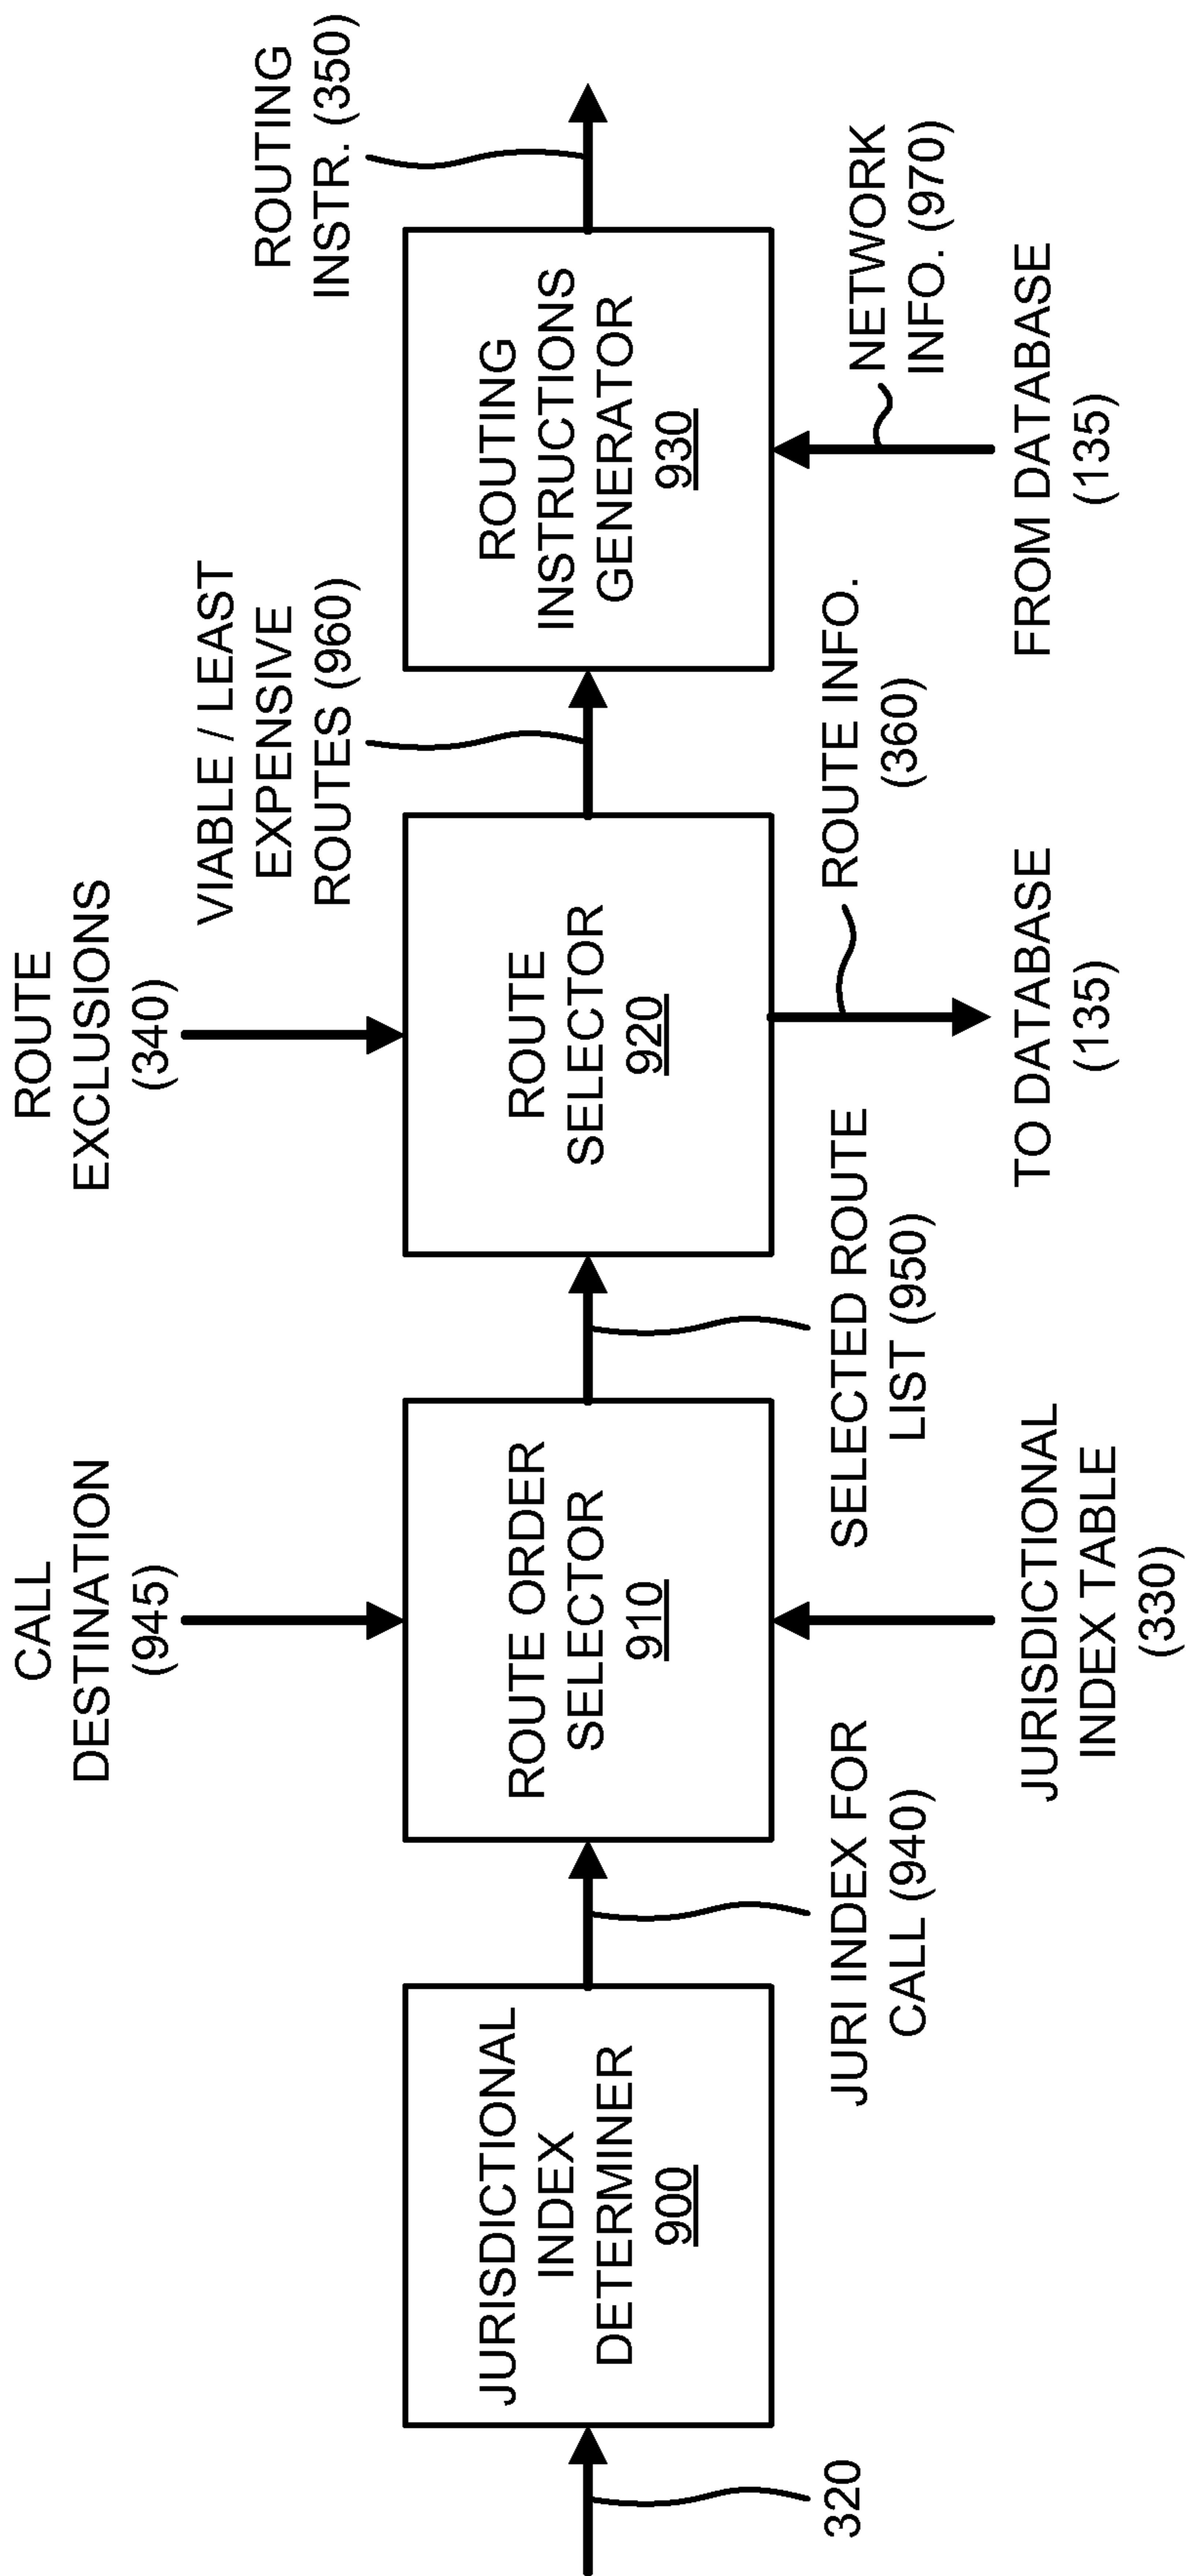 CALL
DESTINATION
(945)
ROUTE
EXCLUSIONS
(340)
VIABLE / LEAST
EXPENSIVE
ROUTES (960)
ROUTING
INSTR. (350)
JURISDICTIONAL
INDEX
DETERMINER
900
ROUTE ORDER
SELECTOR
910
ROUTE
SELECTOR
920
ROUTING
INSTRUCTIONS
GENERATOR
930
320
JURI INDEX FOR
CALL (940)
SELECTED ROUTE
LIST (950)
ROUTE INFO.
(360)
NETWORK
INFO. (970)
JURISDICTIONAL
INDEX TABLE
(330)
TO DATABASE
(135)
FROM DATABASE
(135)